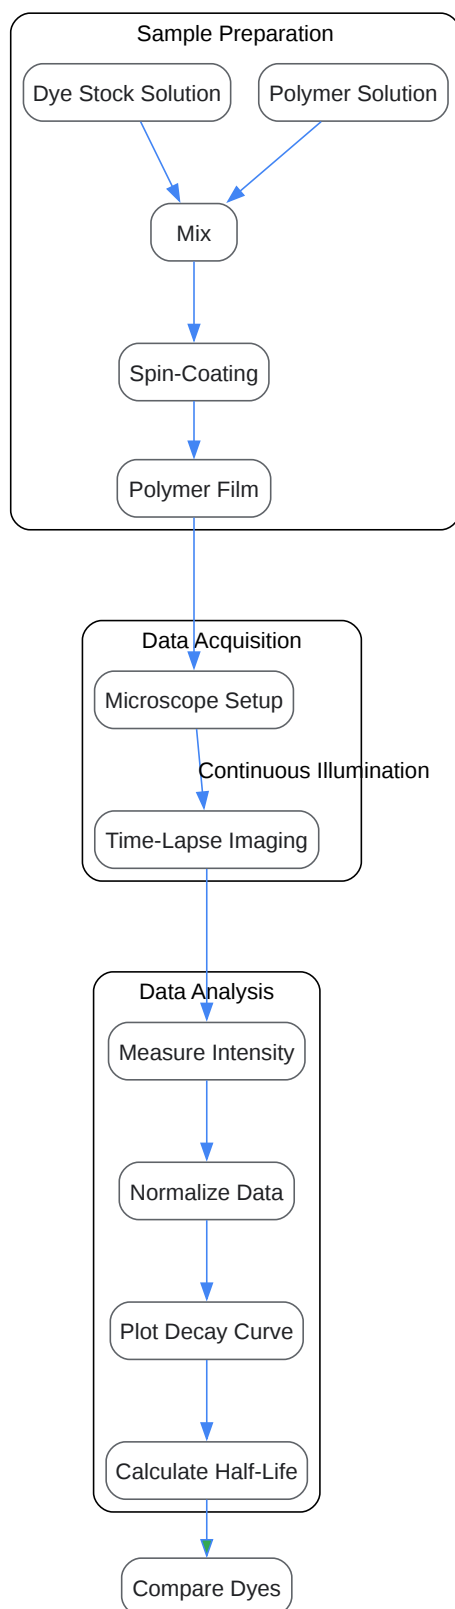 Sample Preparation
Dye Stock Solution
Polymer Solution
Mix
Spin-Coating
Polymer Film
Data Acquisition
Microscope Setup
Continuous Illumination
Time-Lapse Imaging
Data Analysis
Measure Intensity
Normalize Data
Plot Decay Curve
Calculate Half-Life
Compare Dyes